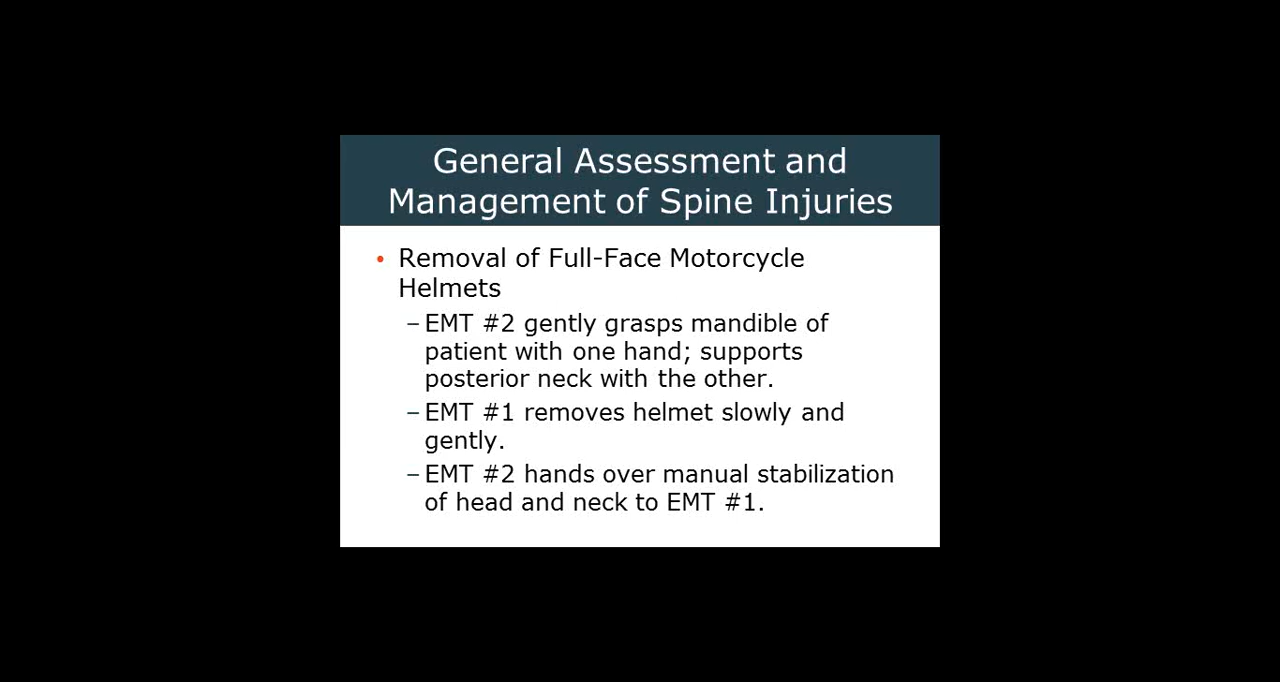 General Assessment and
Management of Spine Injuries
• Removal of Full-Face Motorcycle
Helmets
– EMT #2 gently grasps mandible of
patient with one hand; supports
posterior neck with the other.
– EMT #1 removes helmet slowly and
gently.
– EMT #2 hands over manual stabilization
of head and neck to EMT #1.